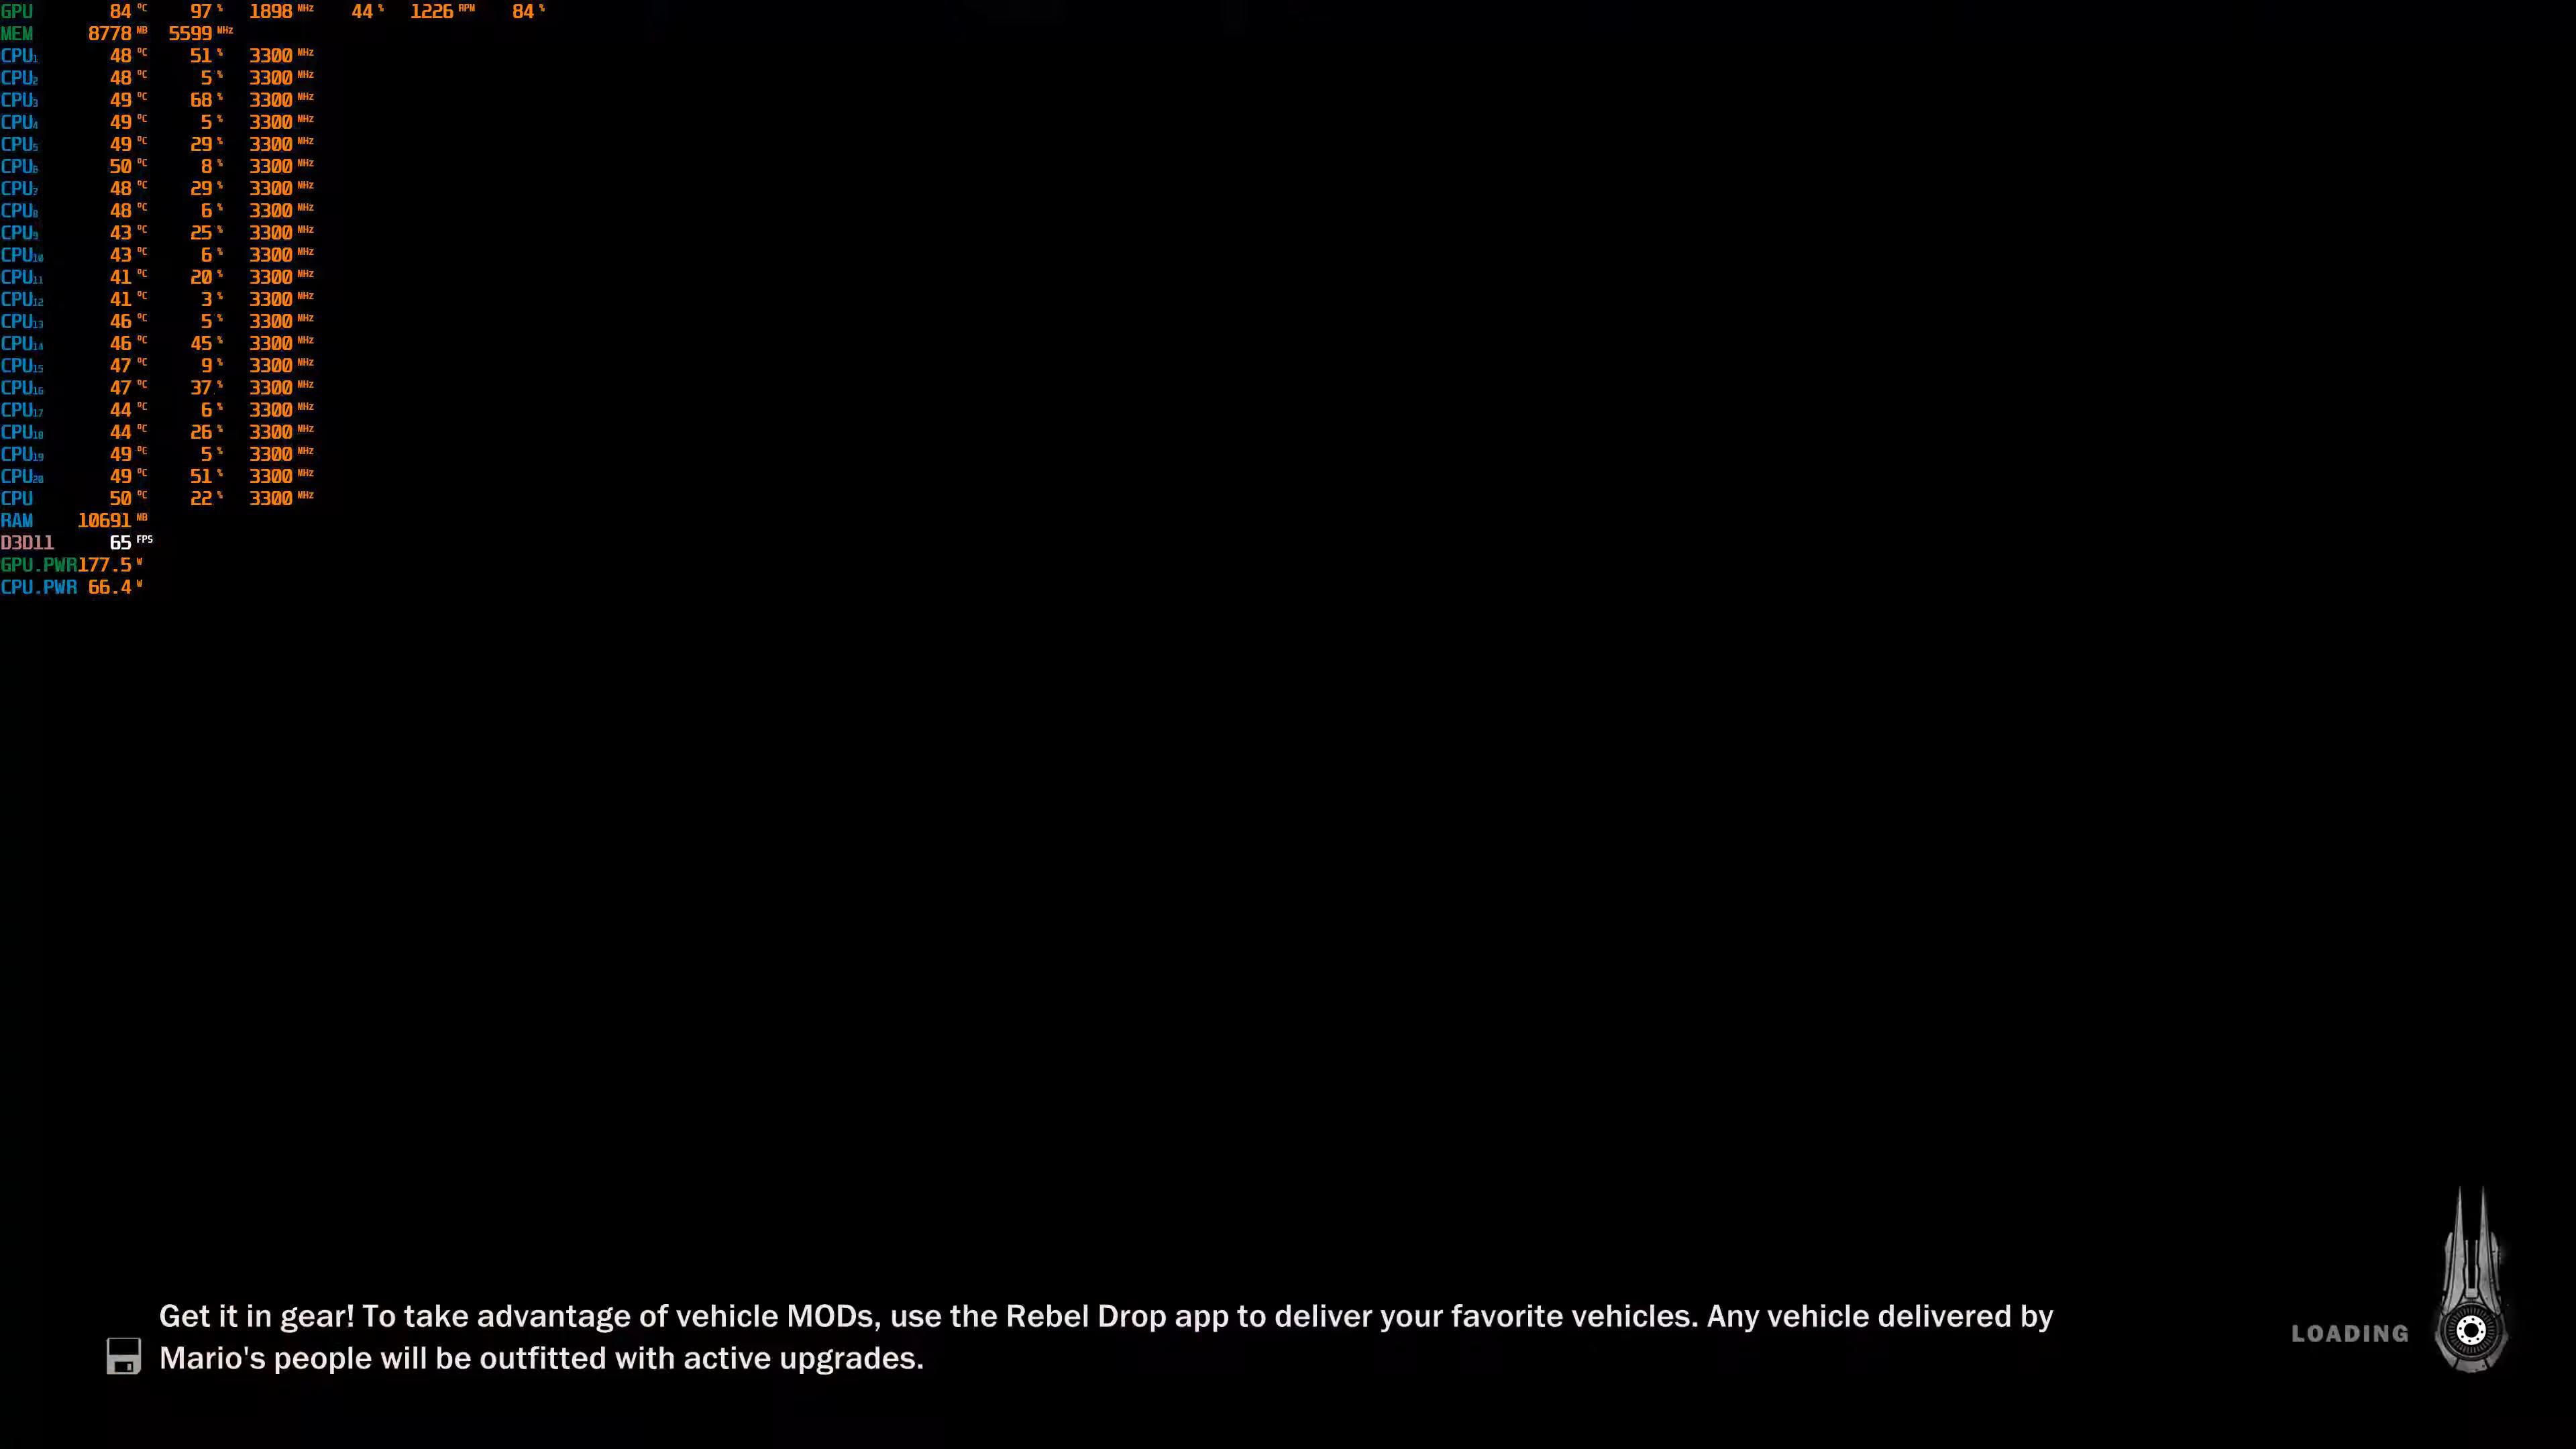 GPU 84 °C 97 % 1898 MHz 44 % 1226 RPM 84 %
MEM 8778 MB 5599 MHz
CPU1 48 °C 51 % 3300 MHz
CPU2 48 °C 5 % 3300 MHz
CPU3 49 °C 68 % 3300 MHz
CPU4 49 °C 5 % 3300 MHz
CPU5 49 °C 29 % 3300 MHz
CPU6 50 °C 8 % 3300 MHz
CPU7 48 °C 29 % 3300 MHz
CPU8 48 °C 6 % 3300 MHz
CPU9 43 °C 25 % 3300 MHz
CPU10 43 °C 6 % 3300 MHz
CPU11 41 °C 20 % 3300 MHz
CPU12 41 °C 3 % 3300 MHz
CPU13 46 °C 5 % 3300 MHz
CPU14 46 °C 45 % 3300 MHz
CPU15 47 °C 9 % 3300 MHz
CPU16 47 °C 37 % 3300 MHz
CPU17 44 °C 6 % 3300 MHz
CPU18 44 °C 26 % 3300 MHz
CPU19 49 °C 5 % 3300 MHz
CPU20 49 °C 51 % 3300 MHz
CPU 50 °C 22 % 3300 MHz
RAM 10691 MB
D3D11 65 FPS
GPU.PWR 177.5 W
CPU.PWR 66.4 W
Get it in gear! To take advantage of vehicle MODs, use the Rebel Drop app to deliver your favorite vehicles. Any vehicle delivered by
Mario's people will be outfitted with active upgrades.
LOADING